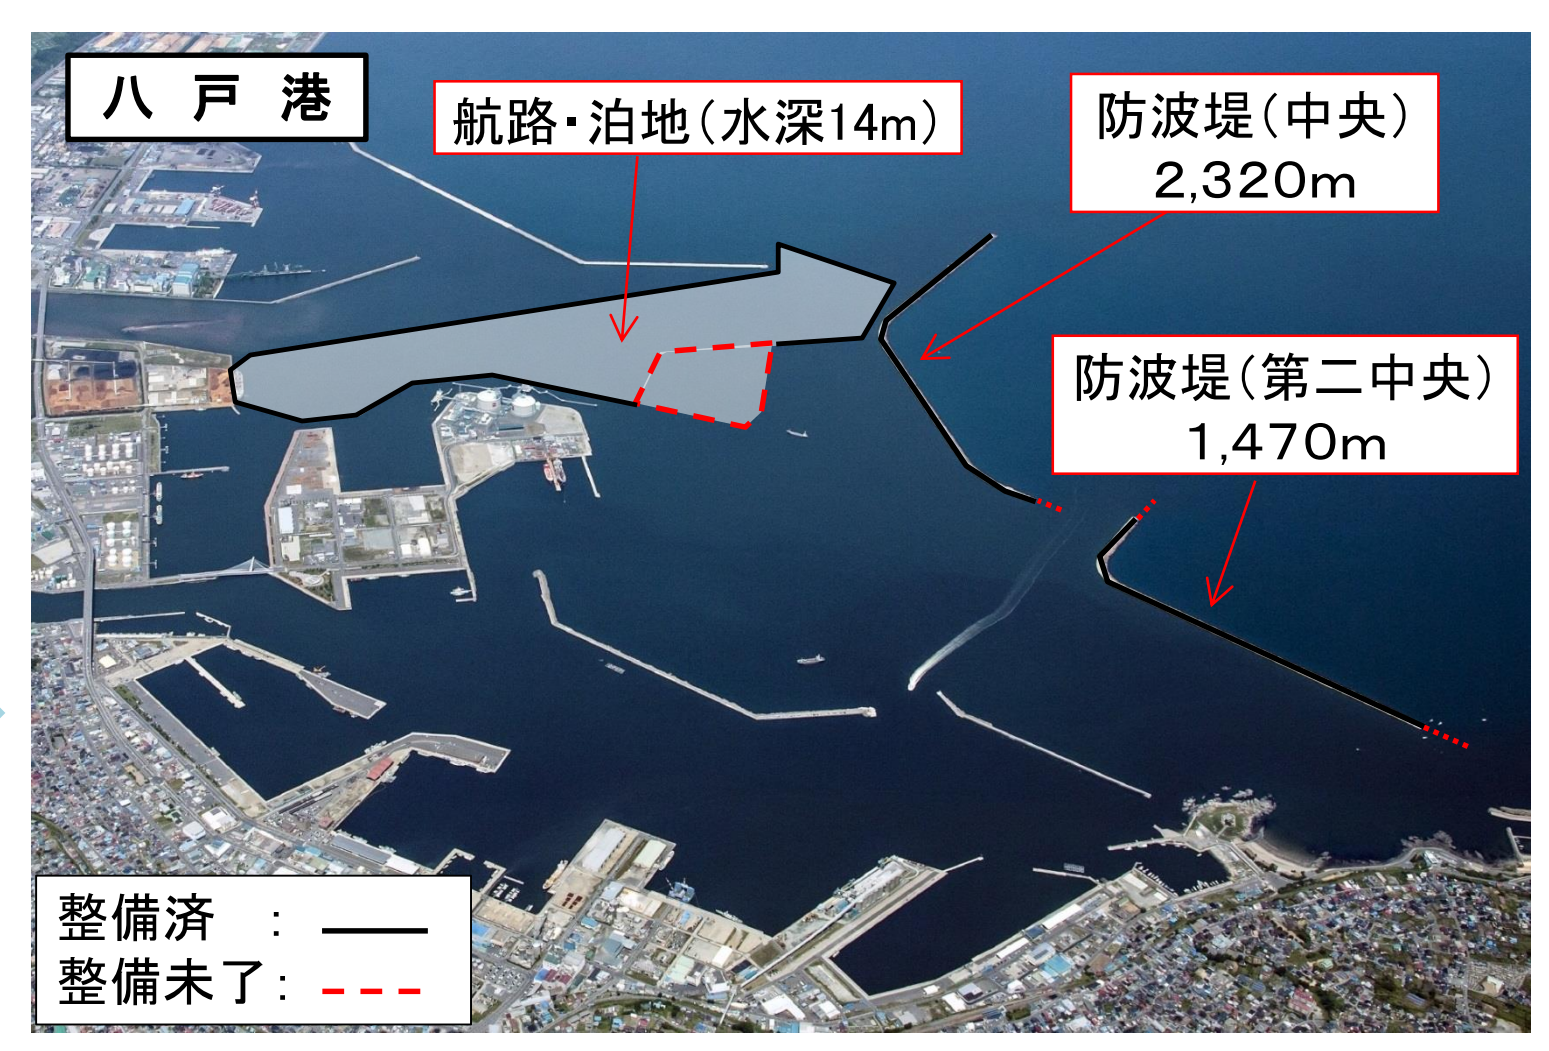 八戸港
航路・泊地(水深14m)
防波堤(中央)
2,320m
防波堤(第二中央)
1,470m
整備済 :
整備未了: